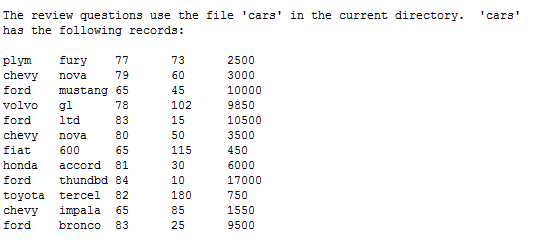 The review questions use the file 'cars' in the current directory.  'cars'
has the following records:
plym    fury    77      73      2500
chevy   nova    79      60      3000
ford    mustang 65      45      10000
volvo   gl      78      102     9850
ford    ltd     83      15      10500
chevy   nova    80      50      3500
fiat    600     65      115     450
honda   accord  81      30      6000
ford    thundbd 84      10      17000
toyota  tercel  82      180     750
chevy   impala  65      85      1550
ford    bronco  83      25      9500